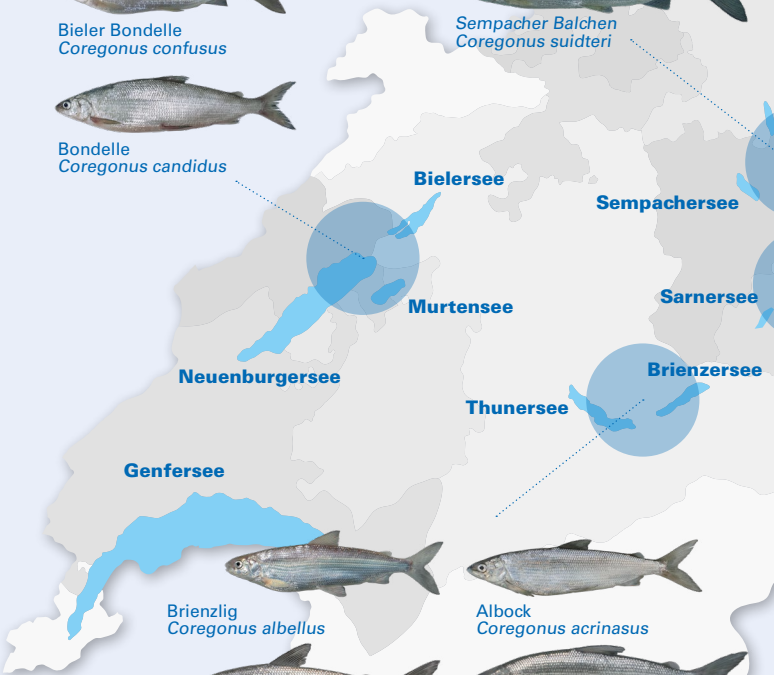 Bieler Bondelle
Coregonus confusus
Sempacher Balchen
Coregonus suidteri
Bondelle
Coregonus candidus
Bielersee
Sempachersee
Sarnersee
Murtensee
Neuenburgersee
Brienzersee
Thunersee
Genfersee
Brienzlig
Coregonus albellus
Albock
Coregonus acrinasus